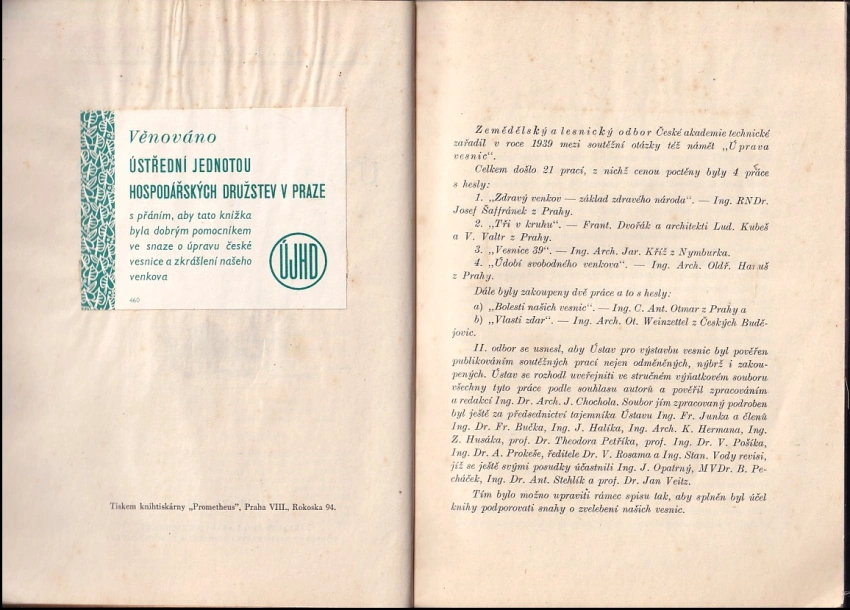 Věnováno
ÚSTŘEDNÍ JEDNOTOU
HOSPODÁŘSKÝCH DRUŽSTEV V PRAZE
s přáním, aby tato knížka
byla dobrým pomocníkem
ve snaze o úpravu české
vesnice a zkrášlení našeho
venkova
ÚJHD
460
Tiskem knihtiskárny „Prometheus", Praha VIII., Rokoska 94.
Zemědělský a lesnický odbor České akademie technické
zařadil v roce 1939 mezi soutěžní otázky též námět „Úprava
vesnic".
Celkem došlo 21 prací, z nichž cenou poctěny byly 4 práce
s hesly:
1. „Zdravý venkov — základ zdravého národa". — Ing. RNDr.
Josef Šaffránek z Prahy.
2. „Tři v kruhu". — Frant. Dvořák a architekti Lud. Kubeš
a V. Valtr z Prahy.
3. „Vesnice 39". — Ing. Arch. Jar. Kříž z Nymburka.
4. „Údobí svobodného venkova". — Ing. Arch. Oldř.
z Prahy.
Dále byly zakoupeny dvě práce a to s hesly:
a) „Bolesti našich vesnic". — Ing. C. Ant. Otmar z Prahy a
b) „Vlasti zdar". — Ing. Arch. Ot. Weinzettel z Českých Budě-
jovic.
II. odbor se usnesl, aby Ústav pro výstavbu vesnic byl pověřen
publikováním soutěžných prací nejen odměněných, nýbrž i zakou-
pených. Ústav se rozhodl uveřejniti ve stručném výňatkovém souboru
všechny tyto práce podle souhlasu autorů a pověřil zpracováním
a redakcí Ing. Dr. Arch. J. Chochola. Soubor jím zpracovaný podroben
byl ještě za předsednictví tajemníka Ústavu Ing. Fr. Junka a členů
Ing. Dr. Fr. Bučka, Ing. J. Halíka, Ing. Arch. K. Hermana, Ing.
Z. Husáka, prof. Dr. Theodora Petříka, prof. Ing. Dr. V. Pošíka,
Ing. Dr. A. Prokeše, ředitele Dr. V. Rosama a Ing. Stan. Vody revisi,
jíž se ještě svými posudky účastnili Ing. J. Opatrný, MVDr. B. Pe-
cháček, Ing. Dr. Ant. Stehlík a prof. Dr. Jan Veitz.
Tím bylo možno upraviti rámec spisu tak, aby splněn byl účel
knihy podporovati snahy o zvelebení našich vesnic.